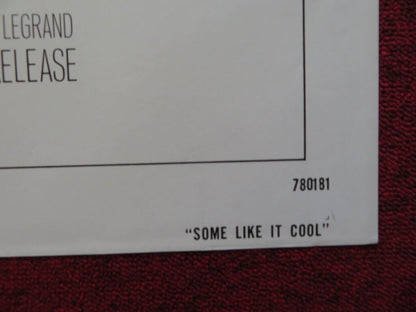 LEGRAND
RELEASE
780181
"SOME LIKE IT COOL"